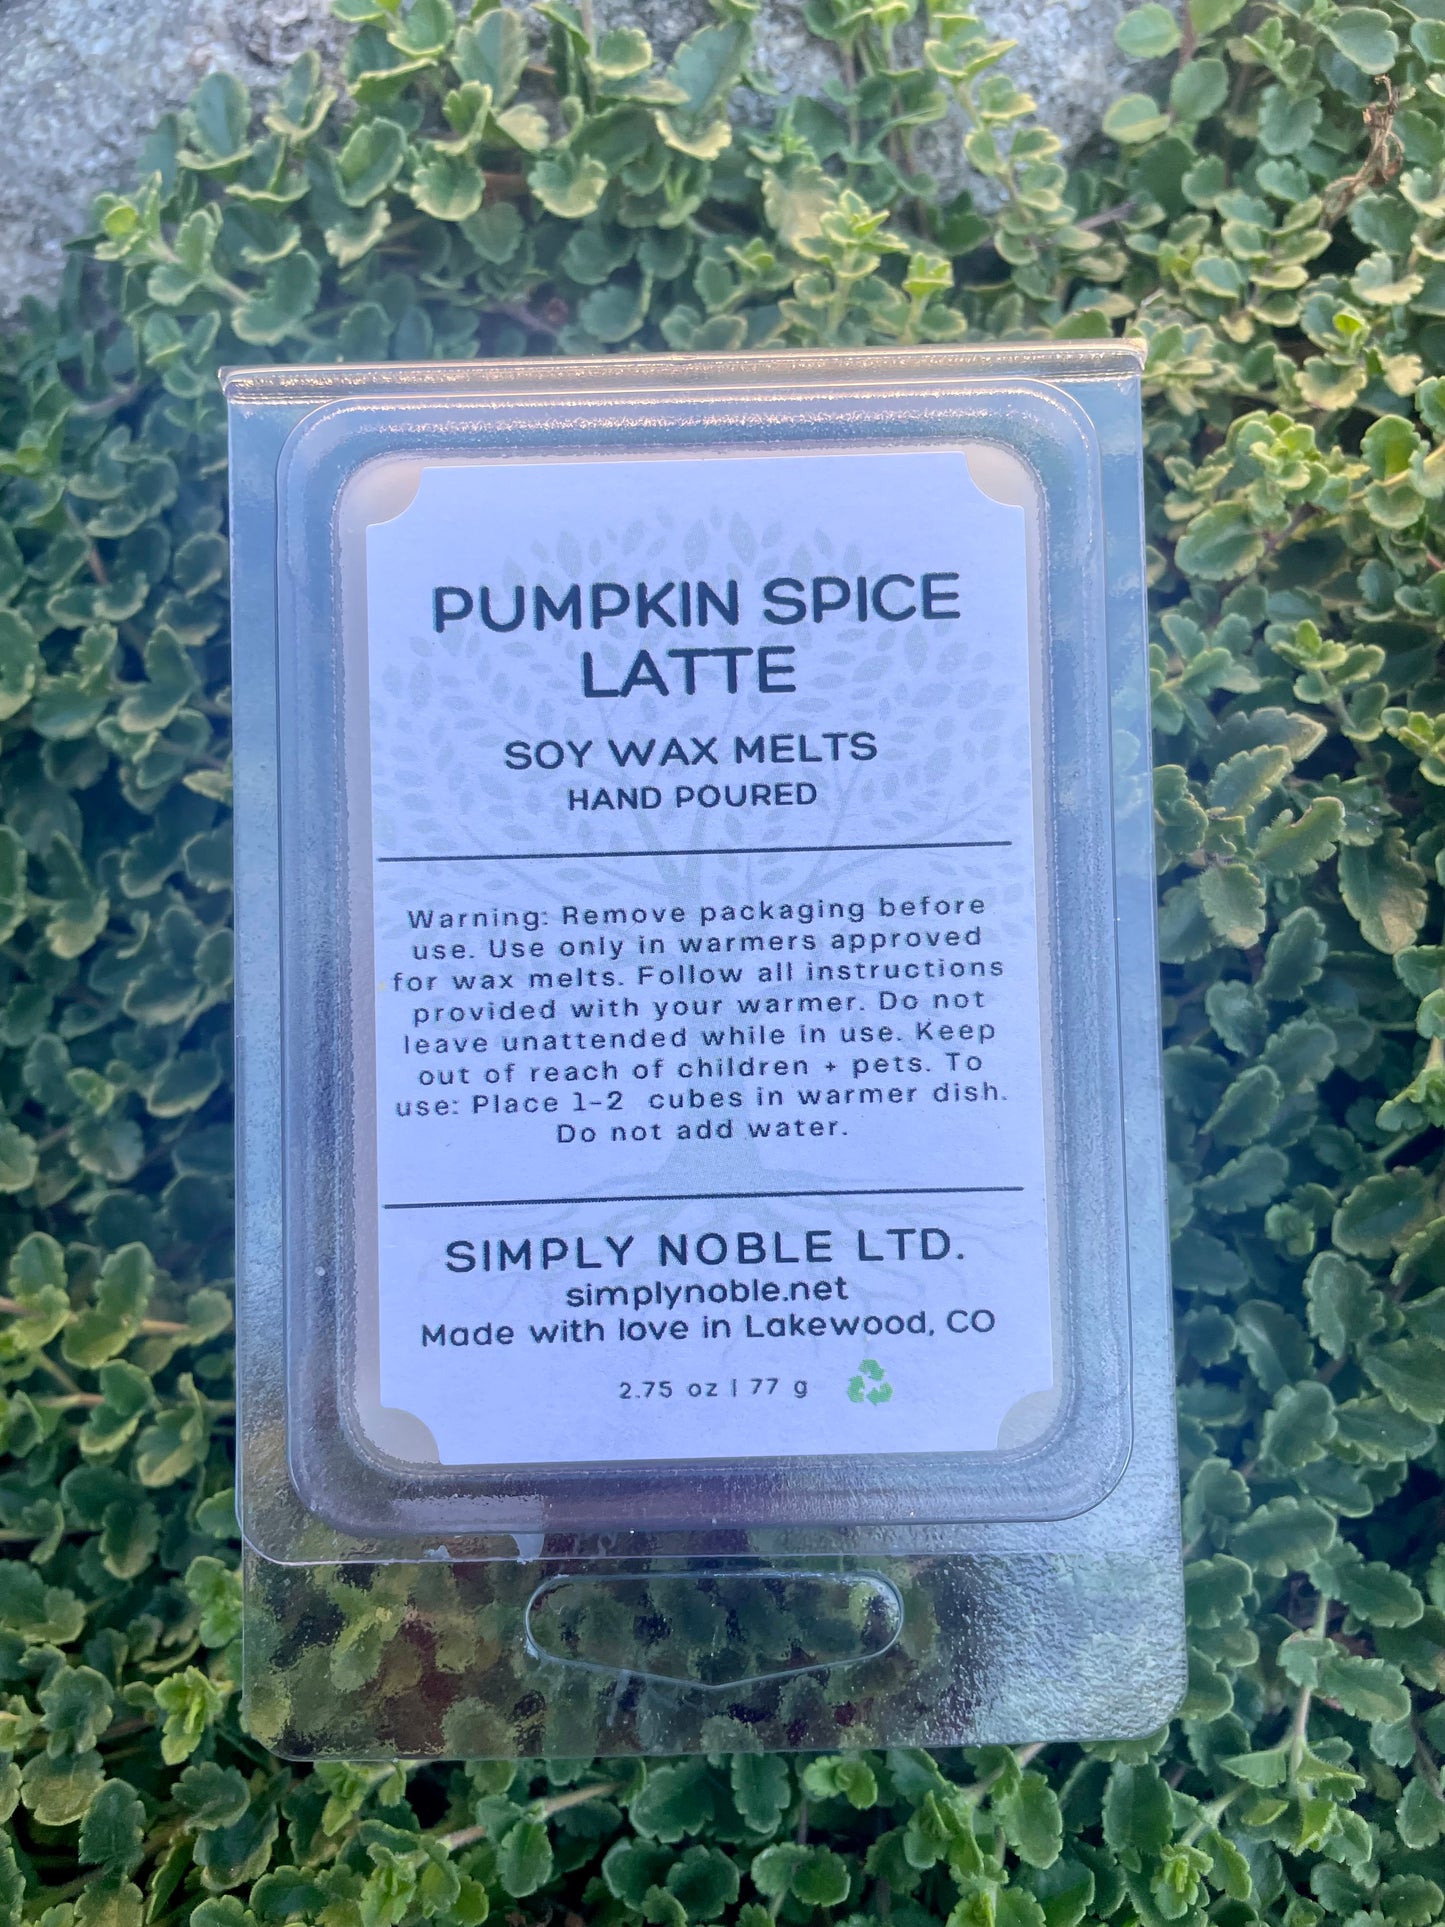 PUMPKIN SPICE
LATTE
SOY WAX MELTS
HAND POURED
Warning: Remove packaging before
use. Use only in warmers approved
for wax melts. Follow all instructions
provided with your warmer. Do not
leave unattended while in use. Keep
out of reach of children + pets. To
use: Place 1-2 cubes in warmer dish.
Do not add water.
SIMPLY NOBLE LTD.
simplynoble.net
Made with love in Lakewood, CO
2.75 oz | 77 g